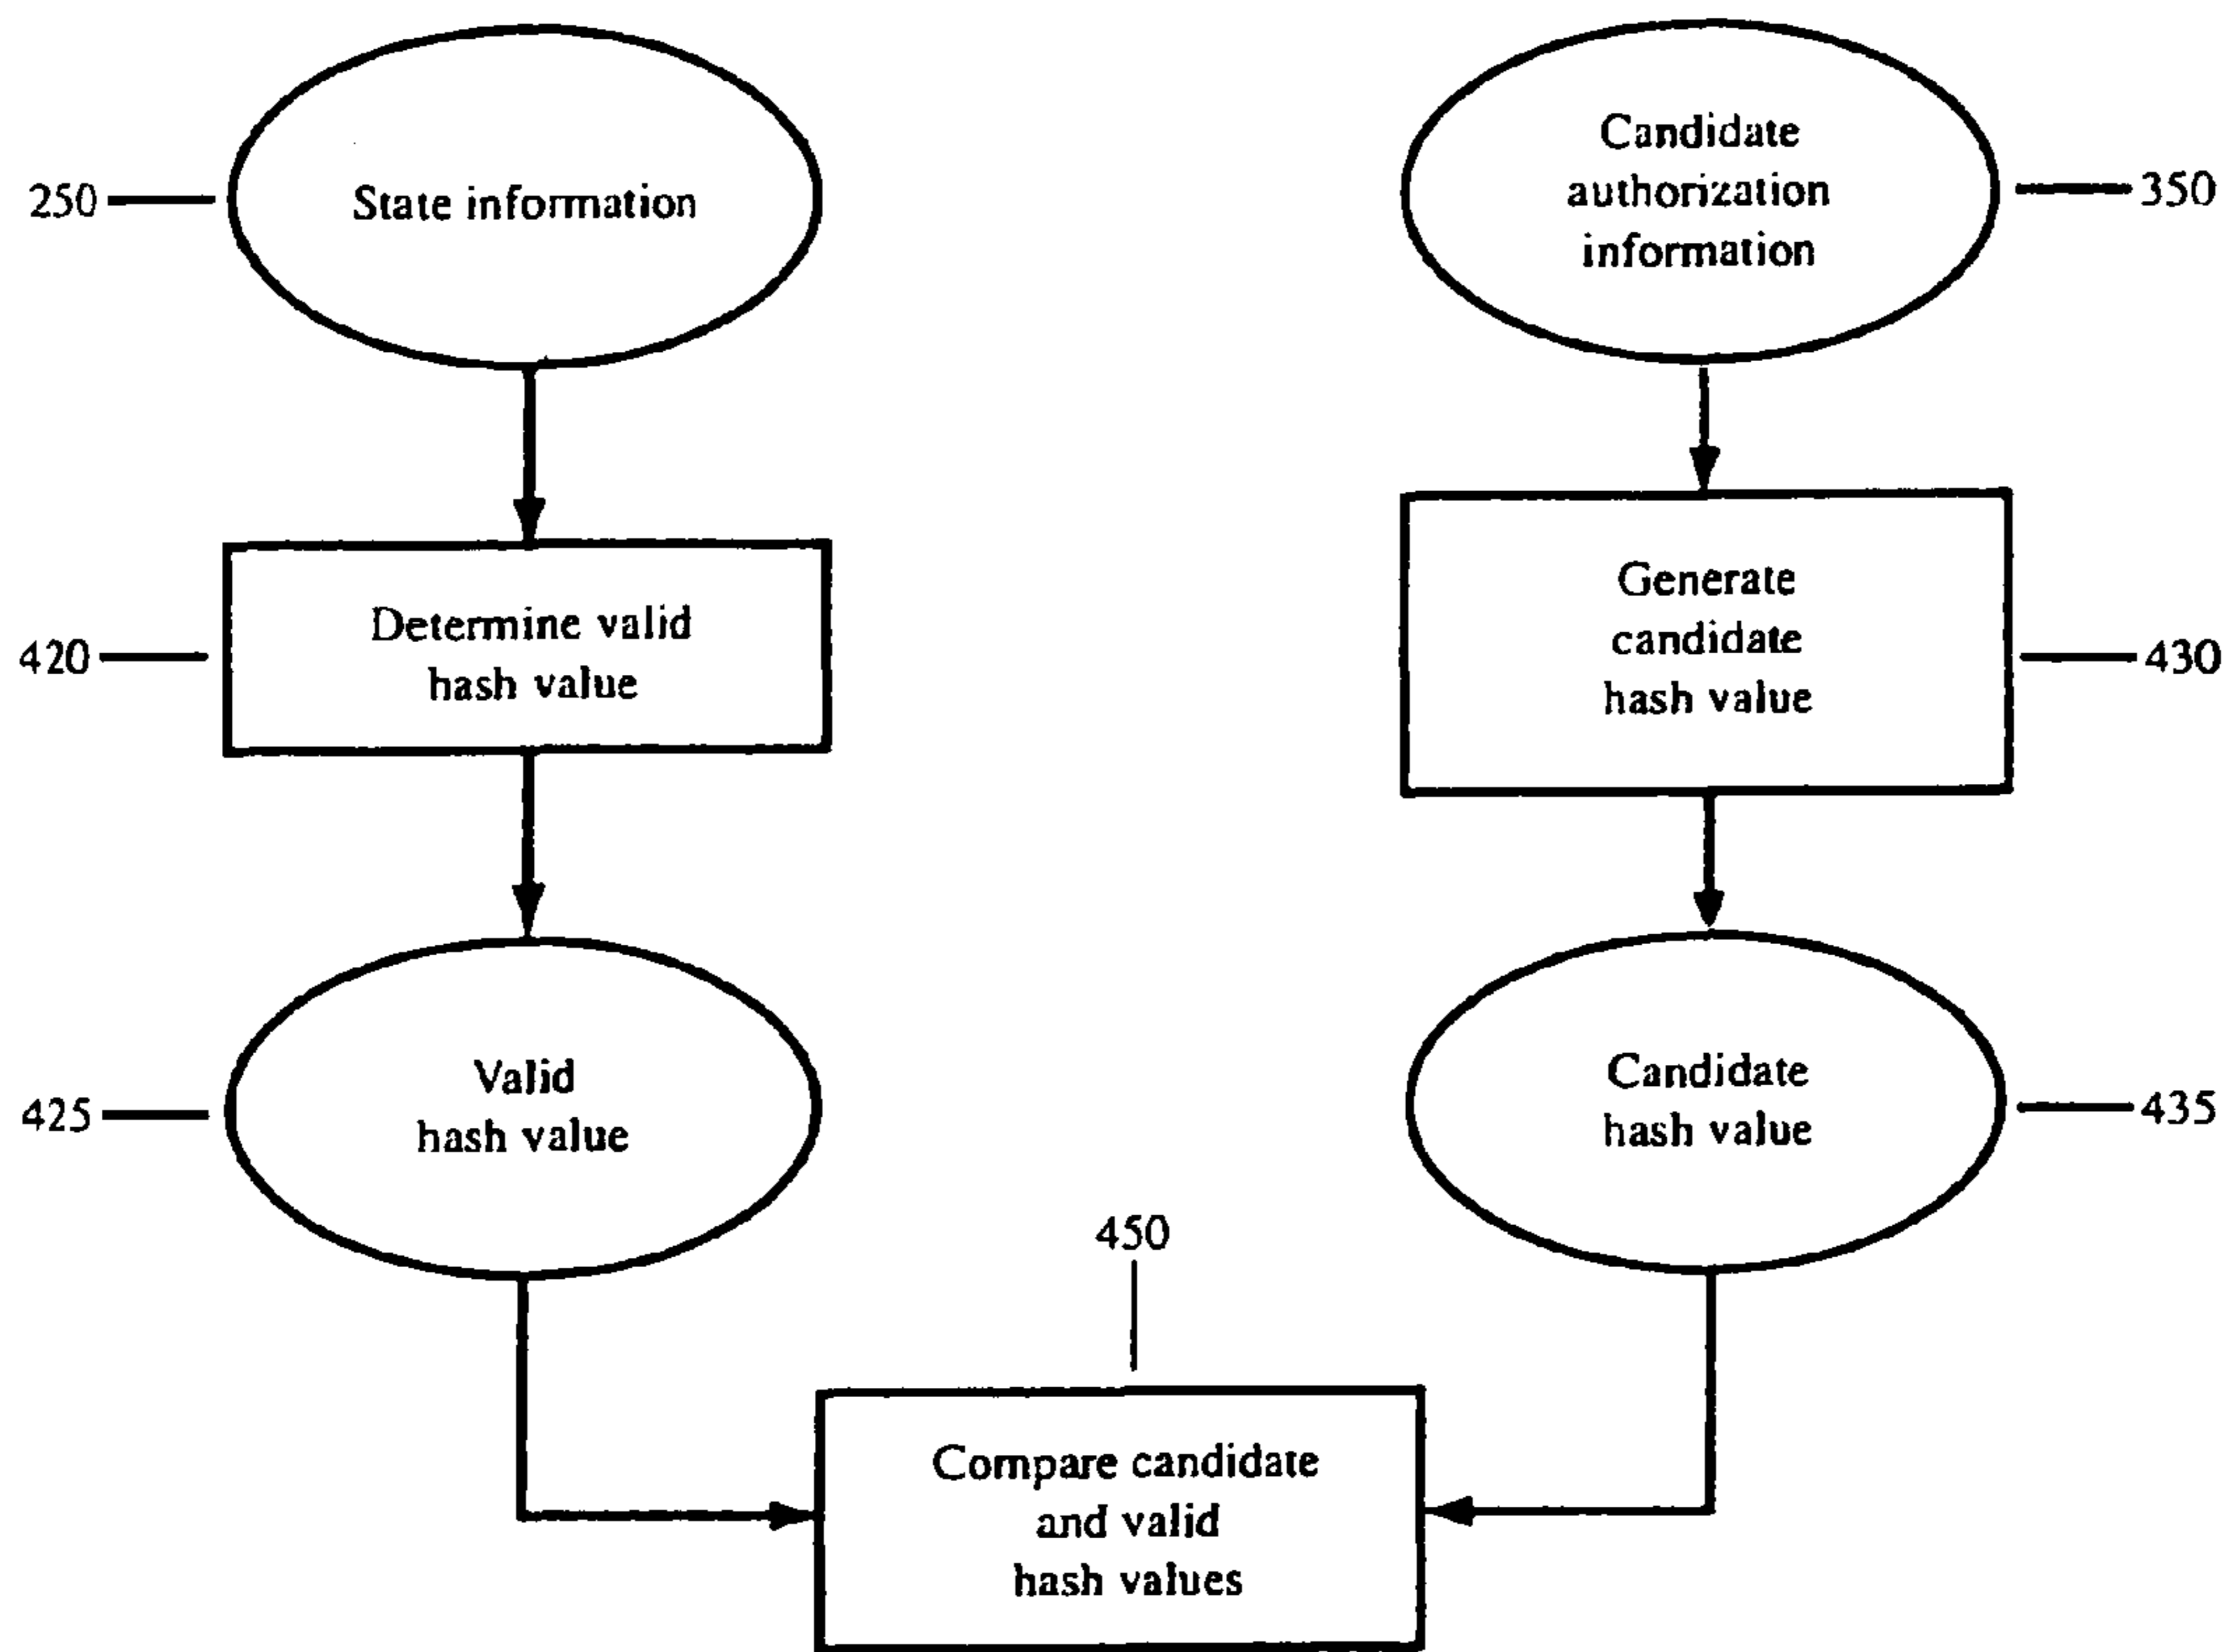 250
State information
Candidate
authorization
information
350
420
Determine valid
hash value
Generate
candidate
hash value
430
425
Valid
hash value
Candidate
hash value
435
450
Compare candidate
and valid
hash values